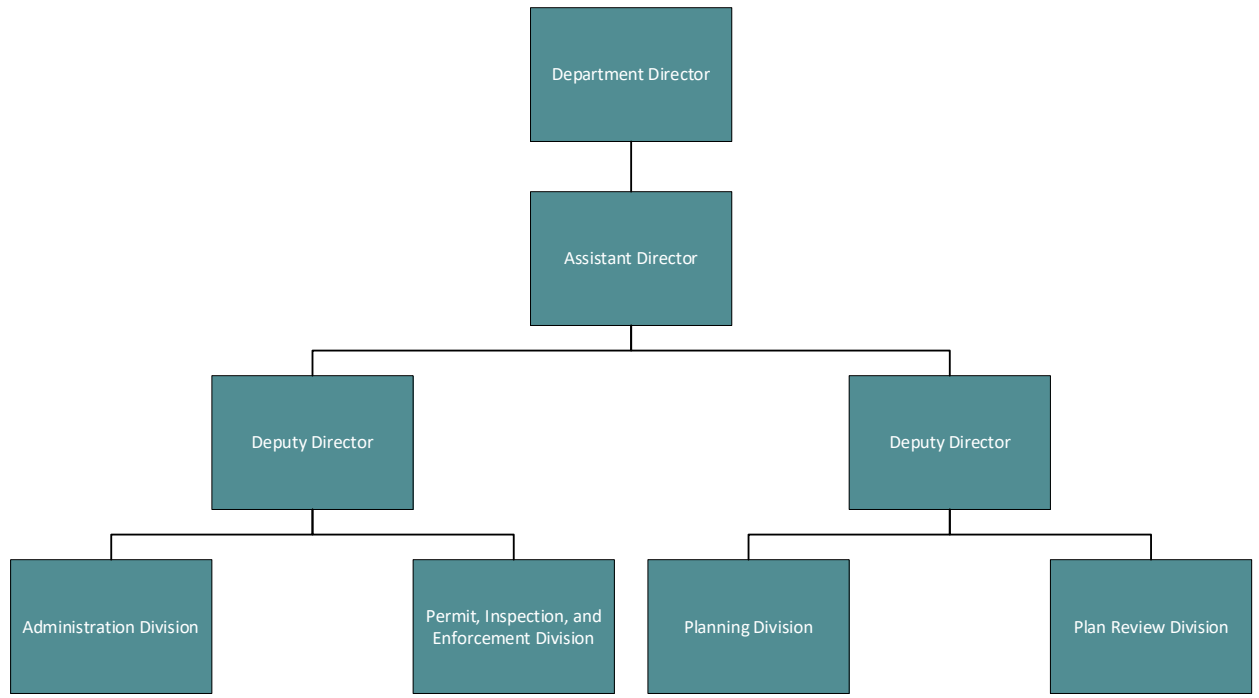 Department Director
Assistant Director
Deputy Director
Deputy Director
Administration Division
Permit, Inspection, and
Enforcement Division
Planning Division
Plan Review Division